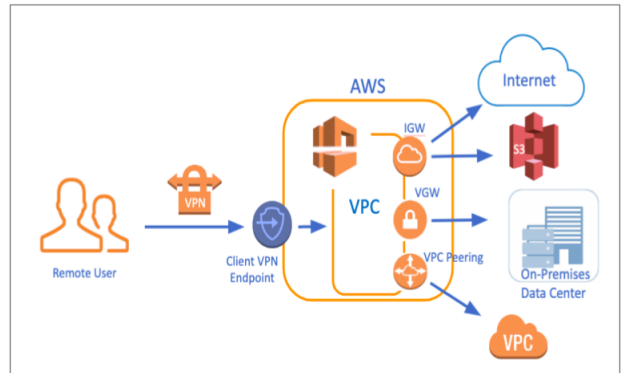 AWS
Internet
IGW
S3
VPN
VPC
VGW
Remote User
Client VPN
Endpoint
VPC Peering
On-Premises
Data Center
VPC